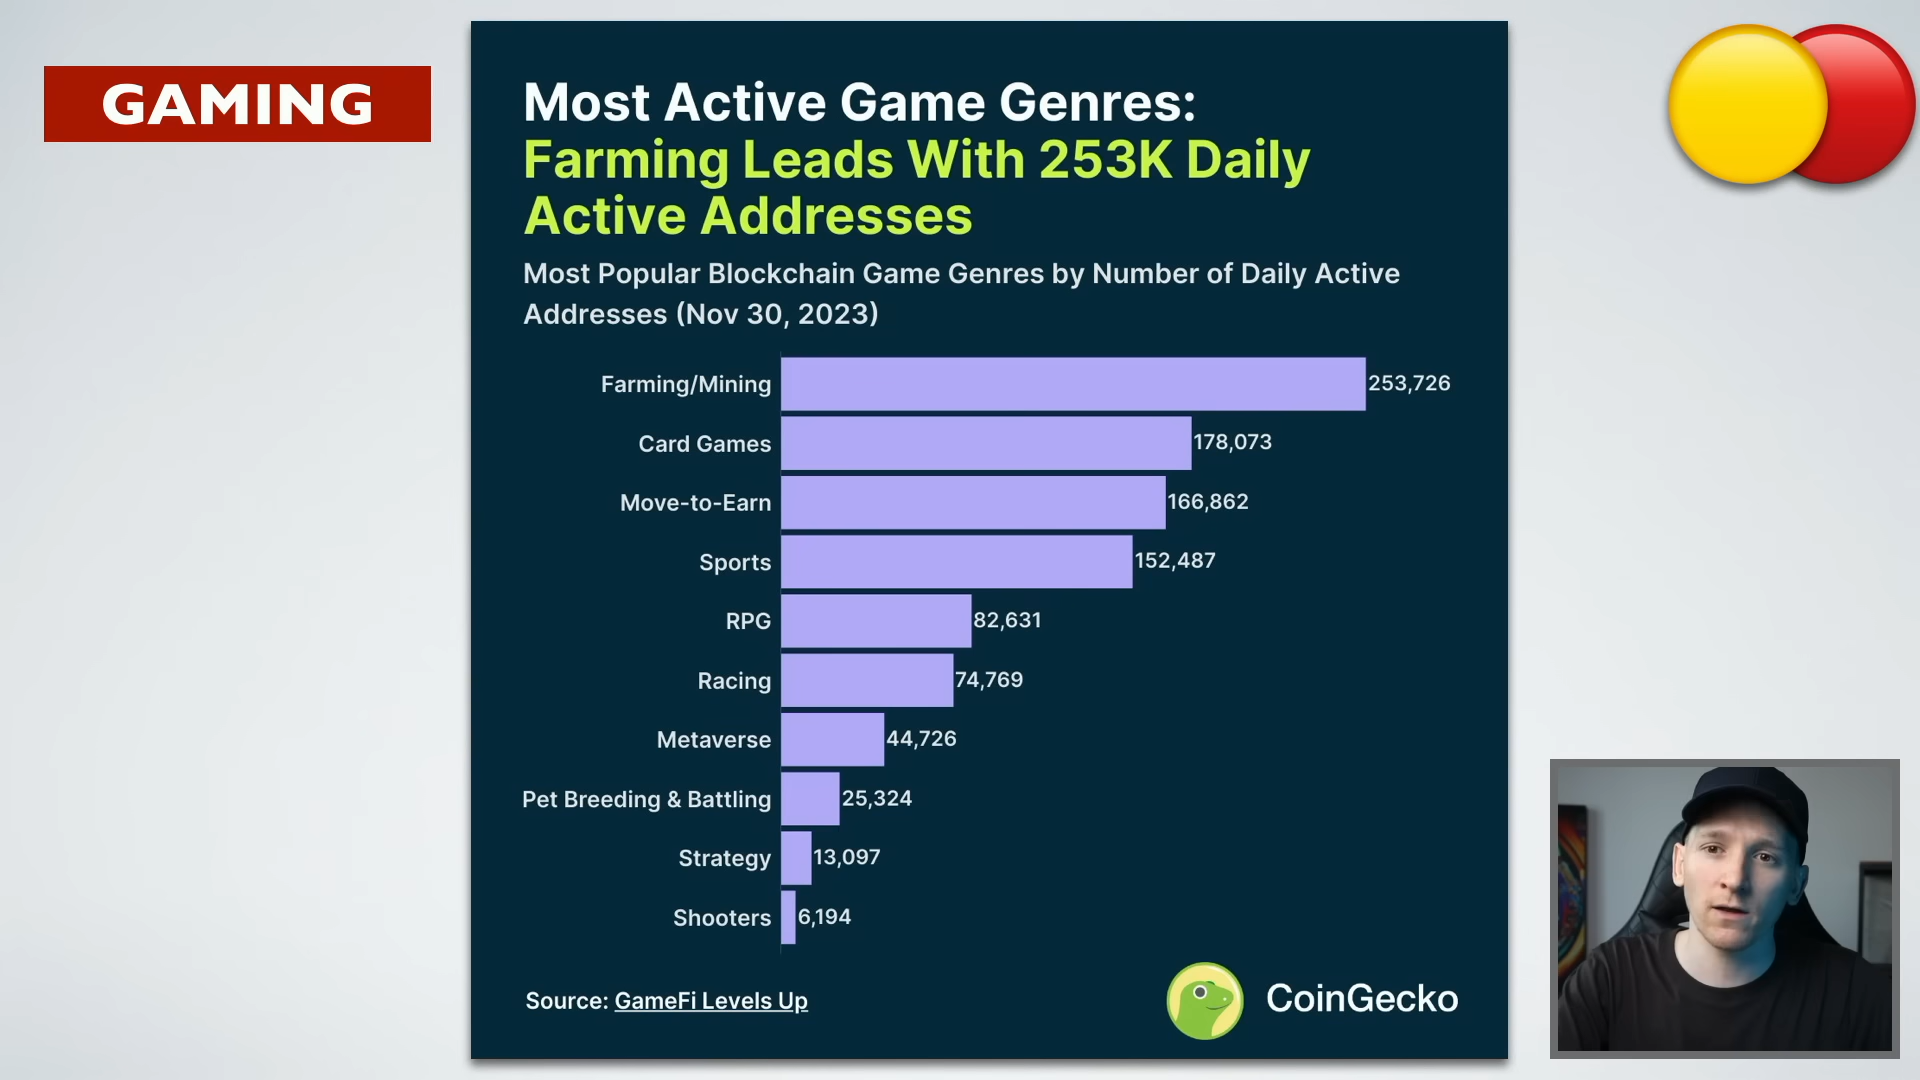 GAMING
Most Active Game Genres:
Farming Leads With 253K Daily
Active Addresses
Most Popular Blockchain Game Genres by Number of Daily Active
Addresses (Nov 30, 2023)
Farming/Mining 253,726
Card Games 178,073
Move-to-Earn 166,862
Sports 152,487
RPG 82,631
Racing 74,769
Metaverse 44,726
Pet Breeding & Battling 25,324
Strategy 13,097
Shooters 6,194
Source: GameFi Levels Up
CoinGecko